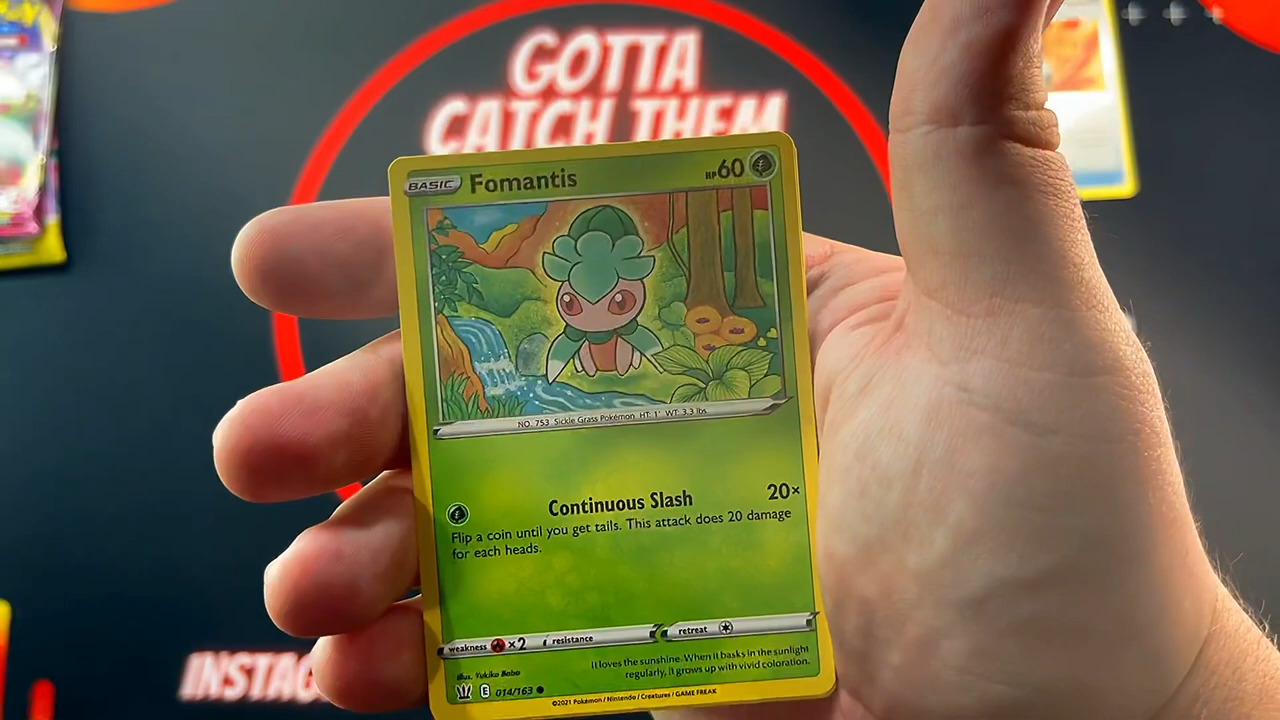 GOTTA
CATCH THEM
BASIC Fomantis HP 60
NO. 753 Sickle Grass Pokémon HT: 1' WT: 3.3 lbs.
Continuous Slash 20×
Flip a coin until you get tails. This attack does 20 damage
for each heads.
weakness ×2 resistance retreat
Illus. Yukiko Baba
It loves the sunshine. When it basks in the sunlight
regularly, it grows up with vivid coloration.
E 014/163
©2021 Pokémon / Nintendo / Creatures / GAME FREAK
INSTAG